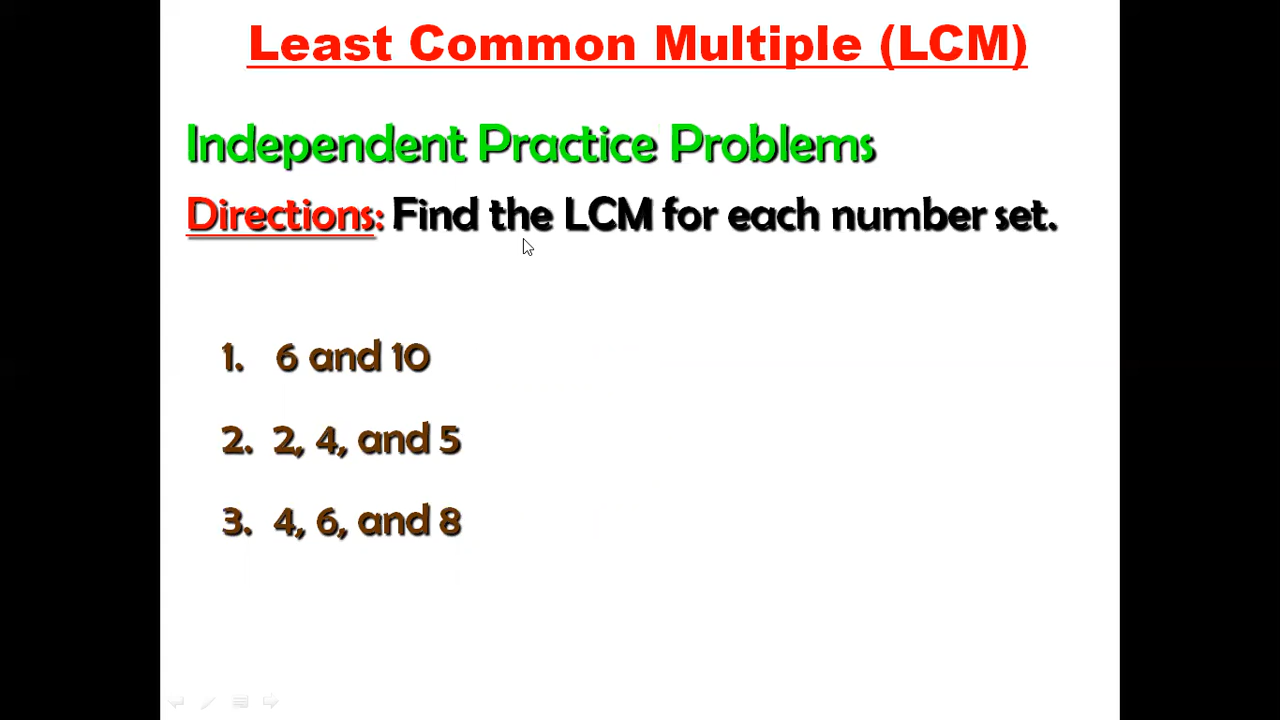 Least Common Multiple (LCM)
Independent Practice Problems
Directions: Find the LCM for each number set.
1. 6 and 10
2. 2, 4, and 5
3. 4, 6, and 8